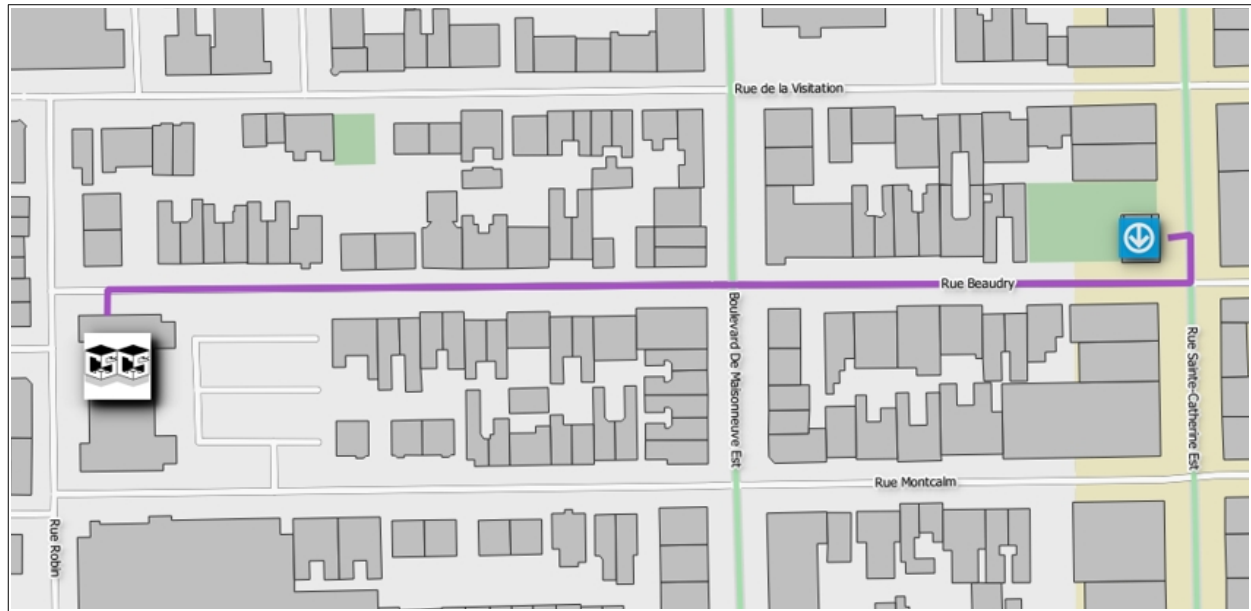 Rue de la Visitation
Rue Beaudry
Boulevard De Maisonneuve Est
Rue Sainte-Catherine Est
Rue Montcalm
Rue Robin